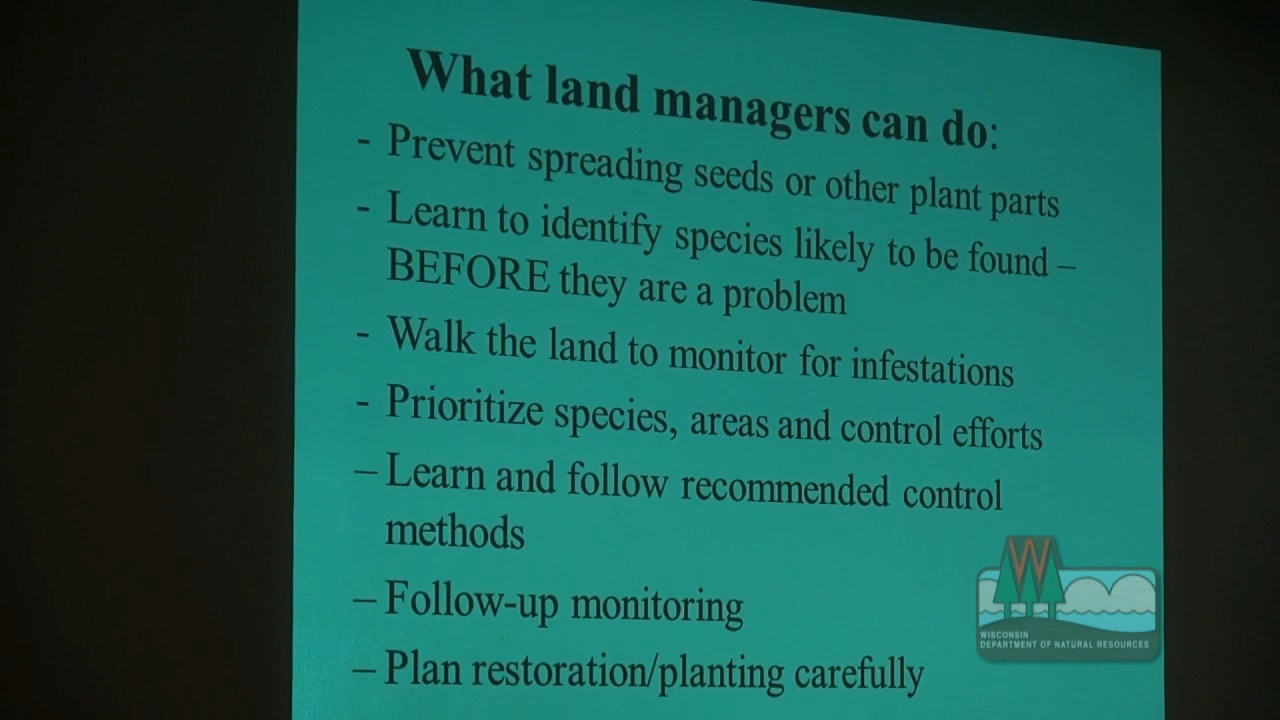 What land managers can do:
- Prevent spreading seeds or other plant parts
- Learn to identify species likely to be found –
BEFORE they are a problem
- Walk the land to monitor for infestations
- Prioritize species, areas and control efforts
– Learn and follow recommended control
methods
– Follow-up monitoring
– Plan restoration/planting carefully
W
WISCONSIN
DEPARTMENT OF NATURAL RESOURCES